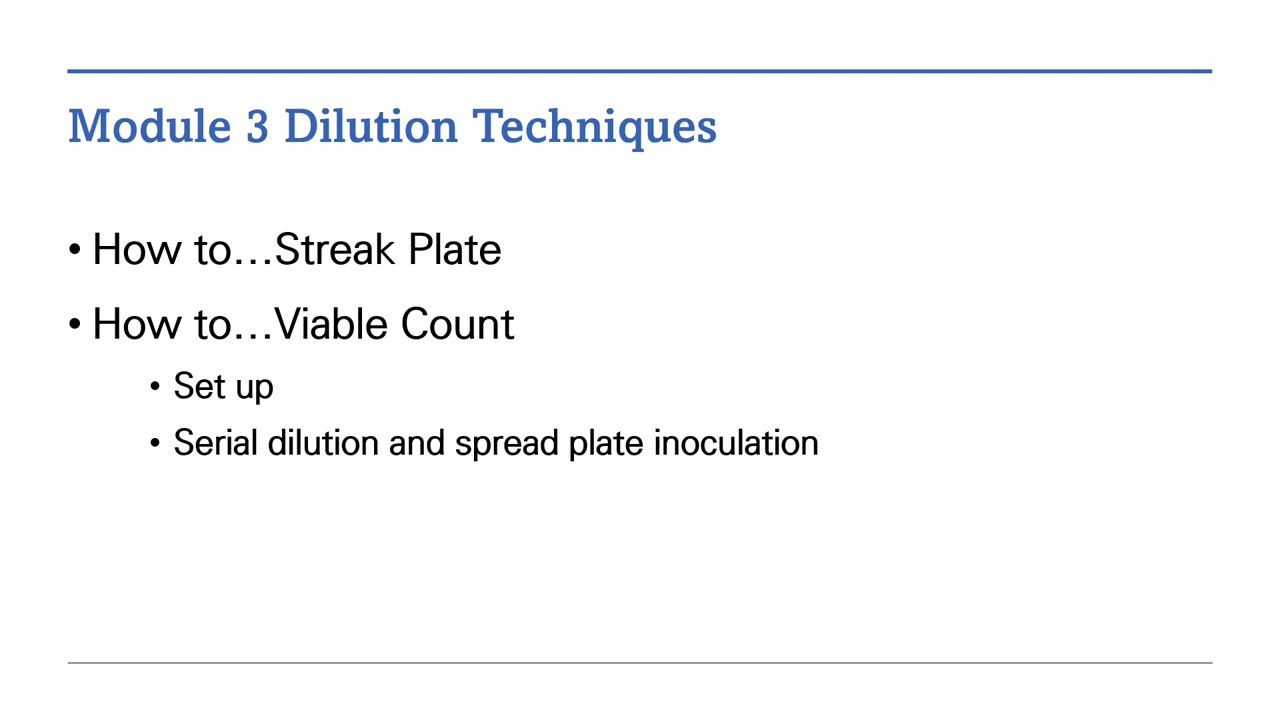 Module 3 Dilution Techniques
• How to…Streak Plate
• How to…Viable Count
• Set up
• Serial dilution and spread plate inoculation